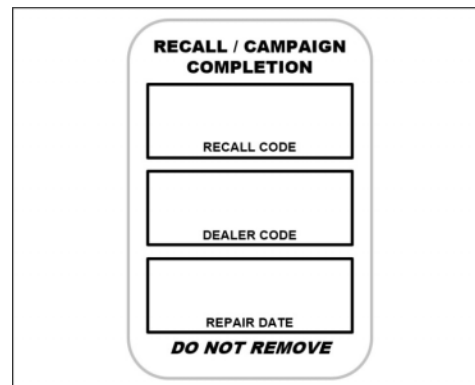 RECALL / CAMPAIGN
COMPLETION
RECALL CODE
DEALER CODE
REPAIR DATE
DO NOT REMOVE